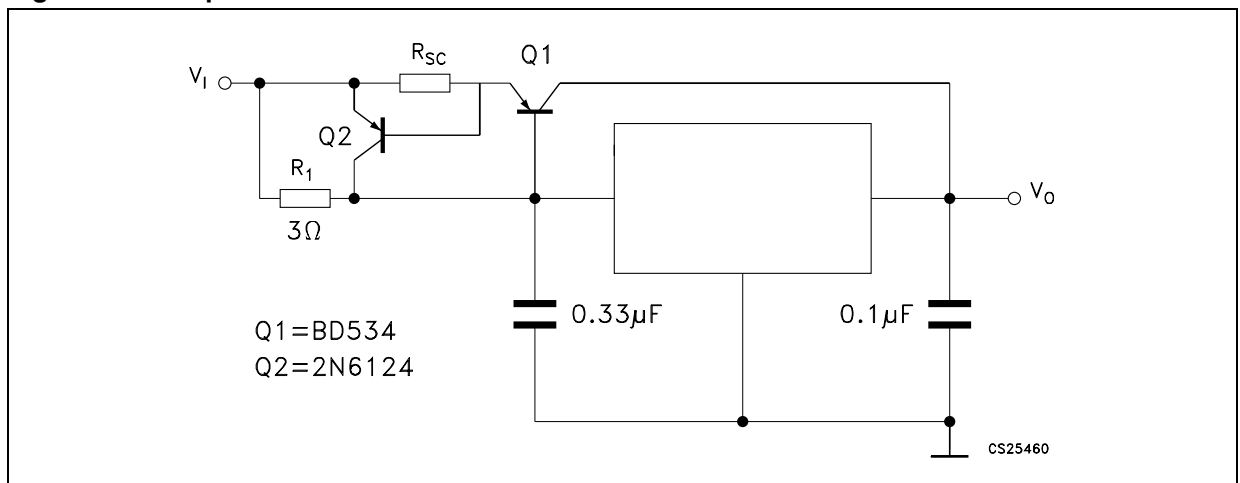 R_SC
Q1
V_I
Q2
R_1
3Ω
V_O
0.33μF
0.1μF
Q1=BD534
Q2=2N6124
CS25460